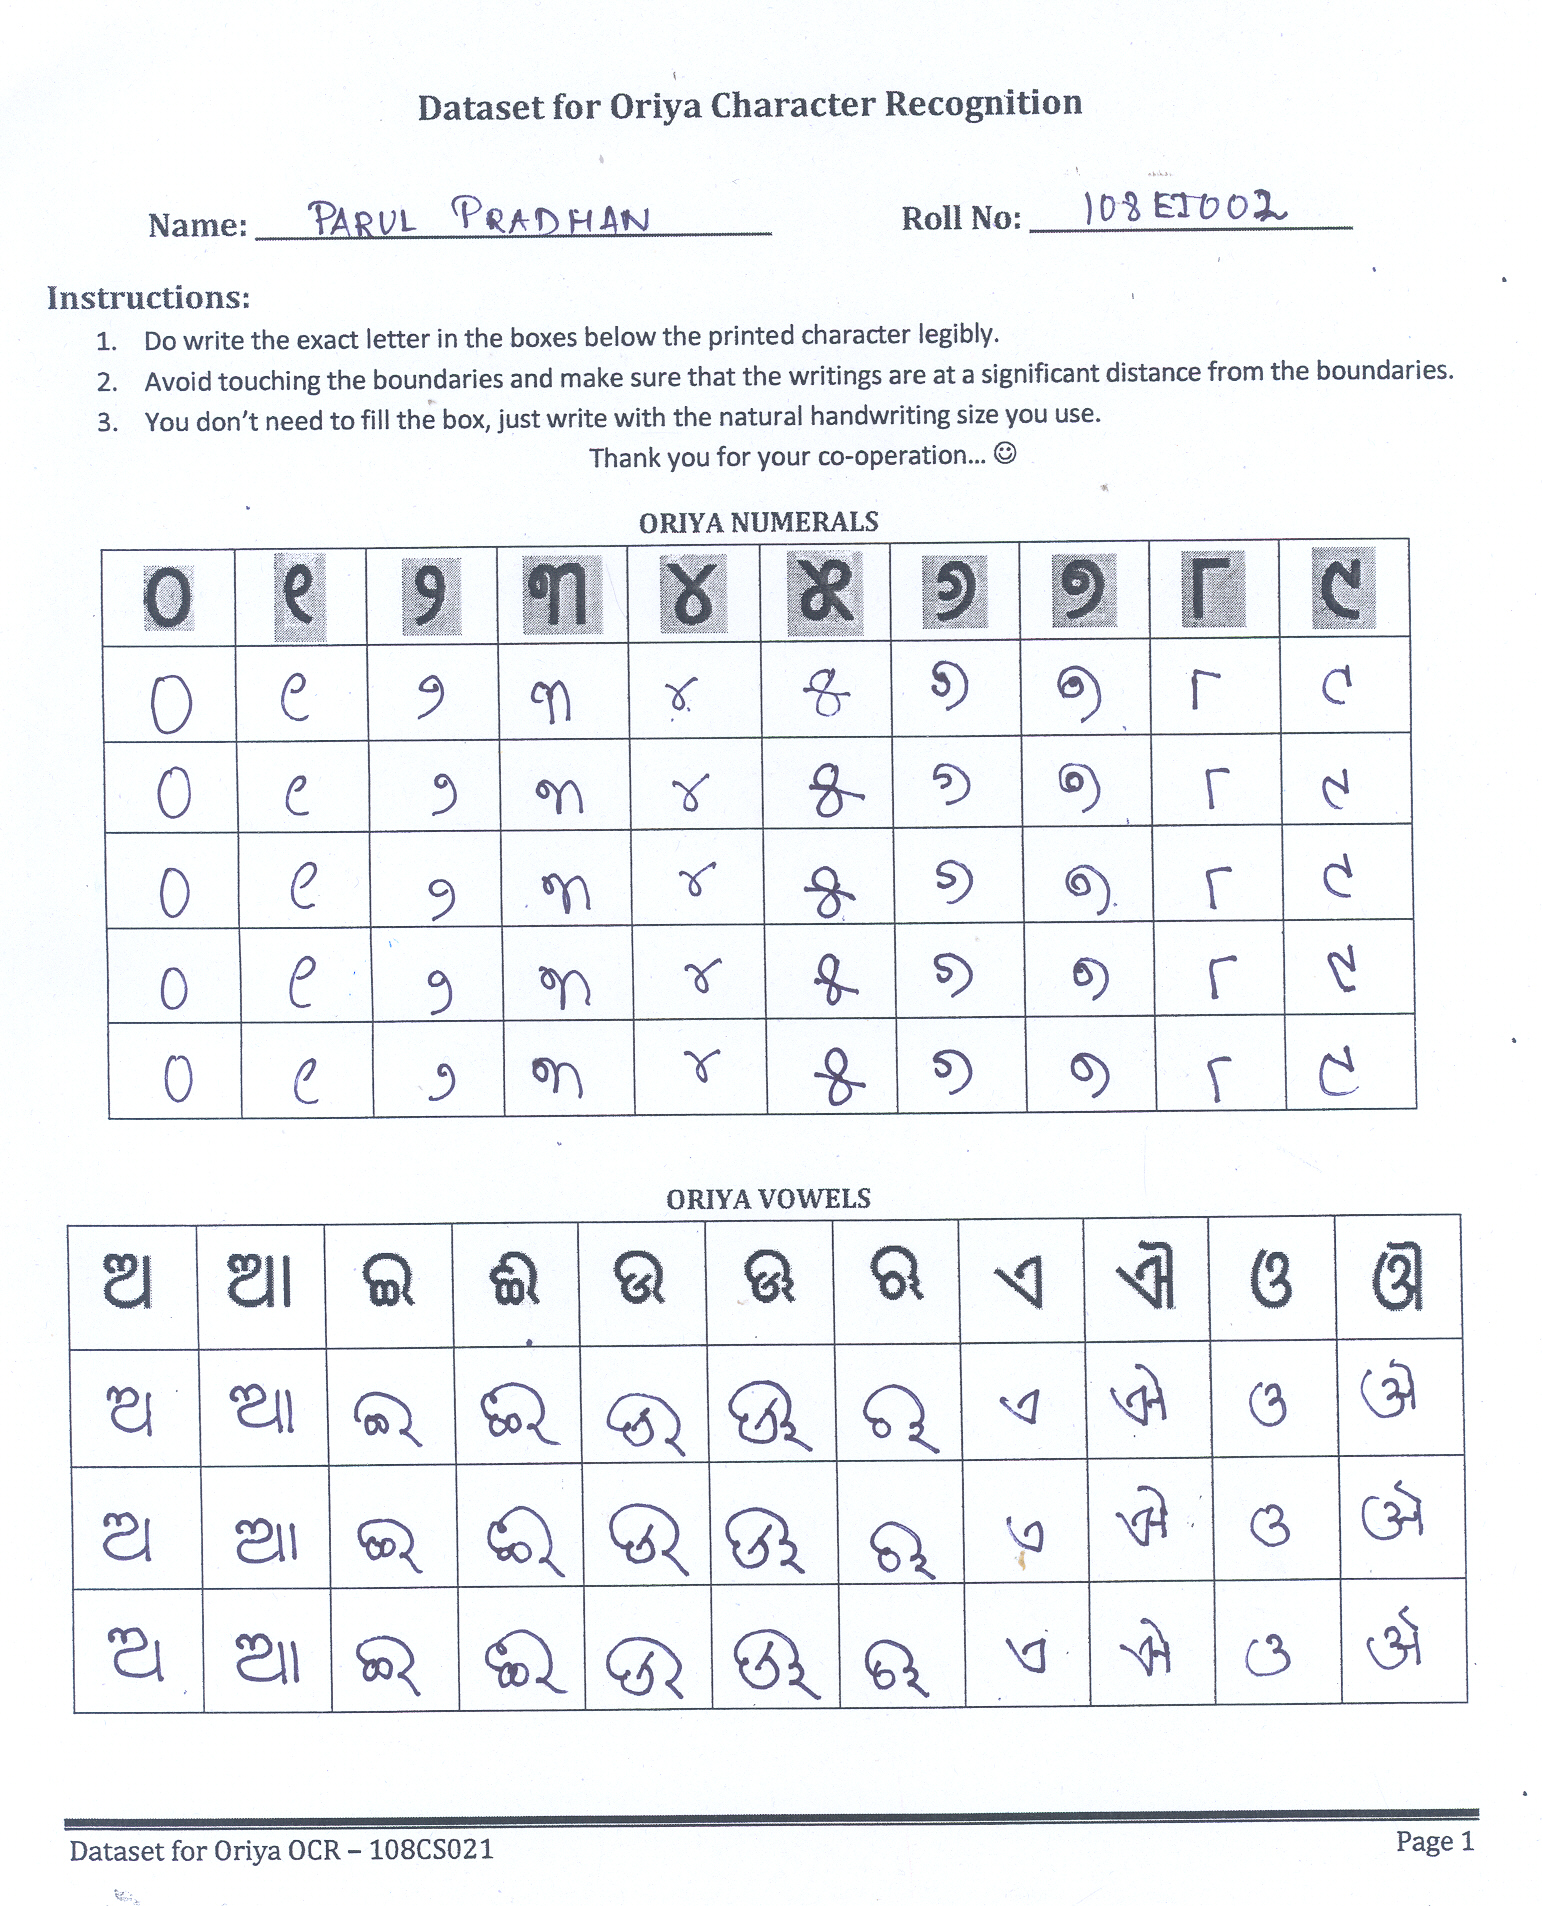 Dataset for Oriya Character Recognition
Name: PARUL PRADHAN Roll No: 108EI002
Instructions:
1. Do write the exact letter in the boxes below the printed character legibly.
2. Avoid touching the boundaries and make sure that the writings are at a significant distance from the boundaries.
3. You don't need to fill the box, just write with the natural handwriting size you use.
Thank you for your co-operation... ☺
ORIYA NUMERALS
୦ ୧ ୨ ୩ ୪ ୫ ୬ ୭ ୮ ୯
୦ ୧ ୨ ୩ ୪ ୫ ୬ ୭ ୮ ୯
୦ ୧ ୨ ୩ ୪ ୫ ୬ ୭ ୮ ୯
୦ ୧ ୨ ୩ ୪ ୫ ୬ ୭ ୮ ୯
୦ ୧ ୨ ୩ ୪ ୫ ୬ ୭ ୮ ୯
୦ ୧ ୨ ୩ ୪ ୫ ୬ ୭ ୮ ୯
ORIYA VOWELS
ଅ ଆ ଇ ଈ ଉ ଊ ଋ ଏ ଐ ଓ ଔ
ଅ ଆ ଇ ଈ ଉ ଊ ଋ ଏ ଐ ଓ ଔ
ଅ ଆ ଇ ଈ ଉ ଊ ଋ ଏ ଐ ଓ ଔ
ଅ ଆ ଇ ଈ ଉ ଊ ଋ ଏ ଐ ଓ ଔ
Dataset for Oriya OCR – 108CS021 Page 1